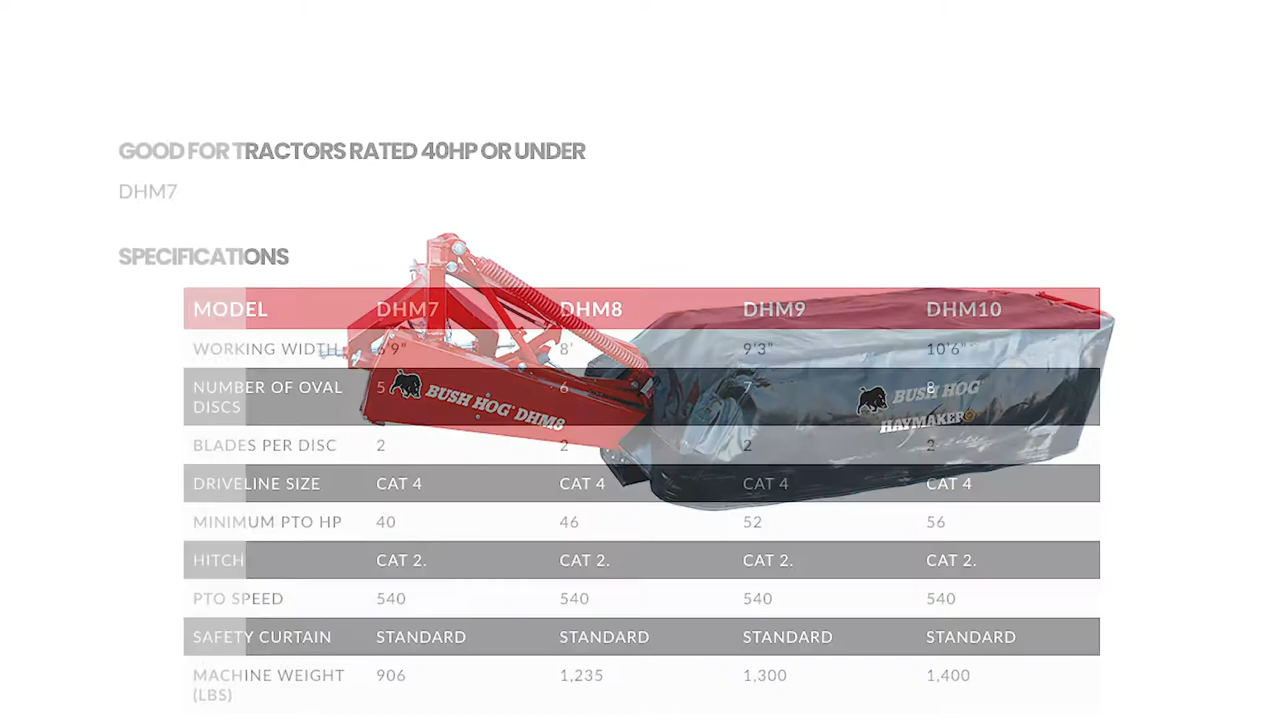 GOOD FOR TRACTORS RATED 40HP OR UNDER
DHM7
SPECIFICATIONS
MODEL DHM7 DHM8 DHM9 DHM10
WORKING WIDTH 6'9" 8' 9'3" 10'6"
NUMBER OF OVAL DISCS 5 6 7 8
BUSH HOG DHM8
BUSH HOG
HAYMAKER
BLADES PER DISC 2 2 2 2
DRIVELINE SIZE CAT 4 CAT 4 CAT 4 CAT 4
MINIMUM PTO HP 40 46 52 56
HITCH CAT 2. CAT 2. CAT 2. CAT 2.
PTO SPEED 540 540 540 540
SAFETY CURTAIN STANDARD STANDARD STANDARD STANDARD
MACHINE WEIGHT (LBS) 906 1,235 1,300 1,400